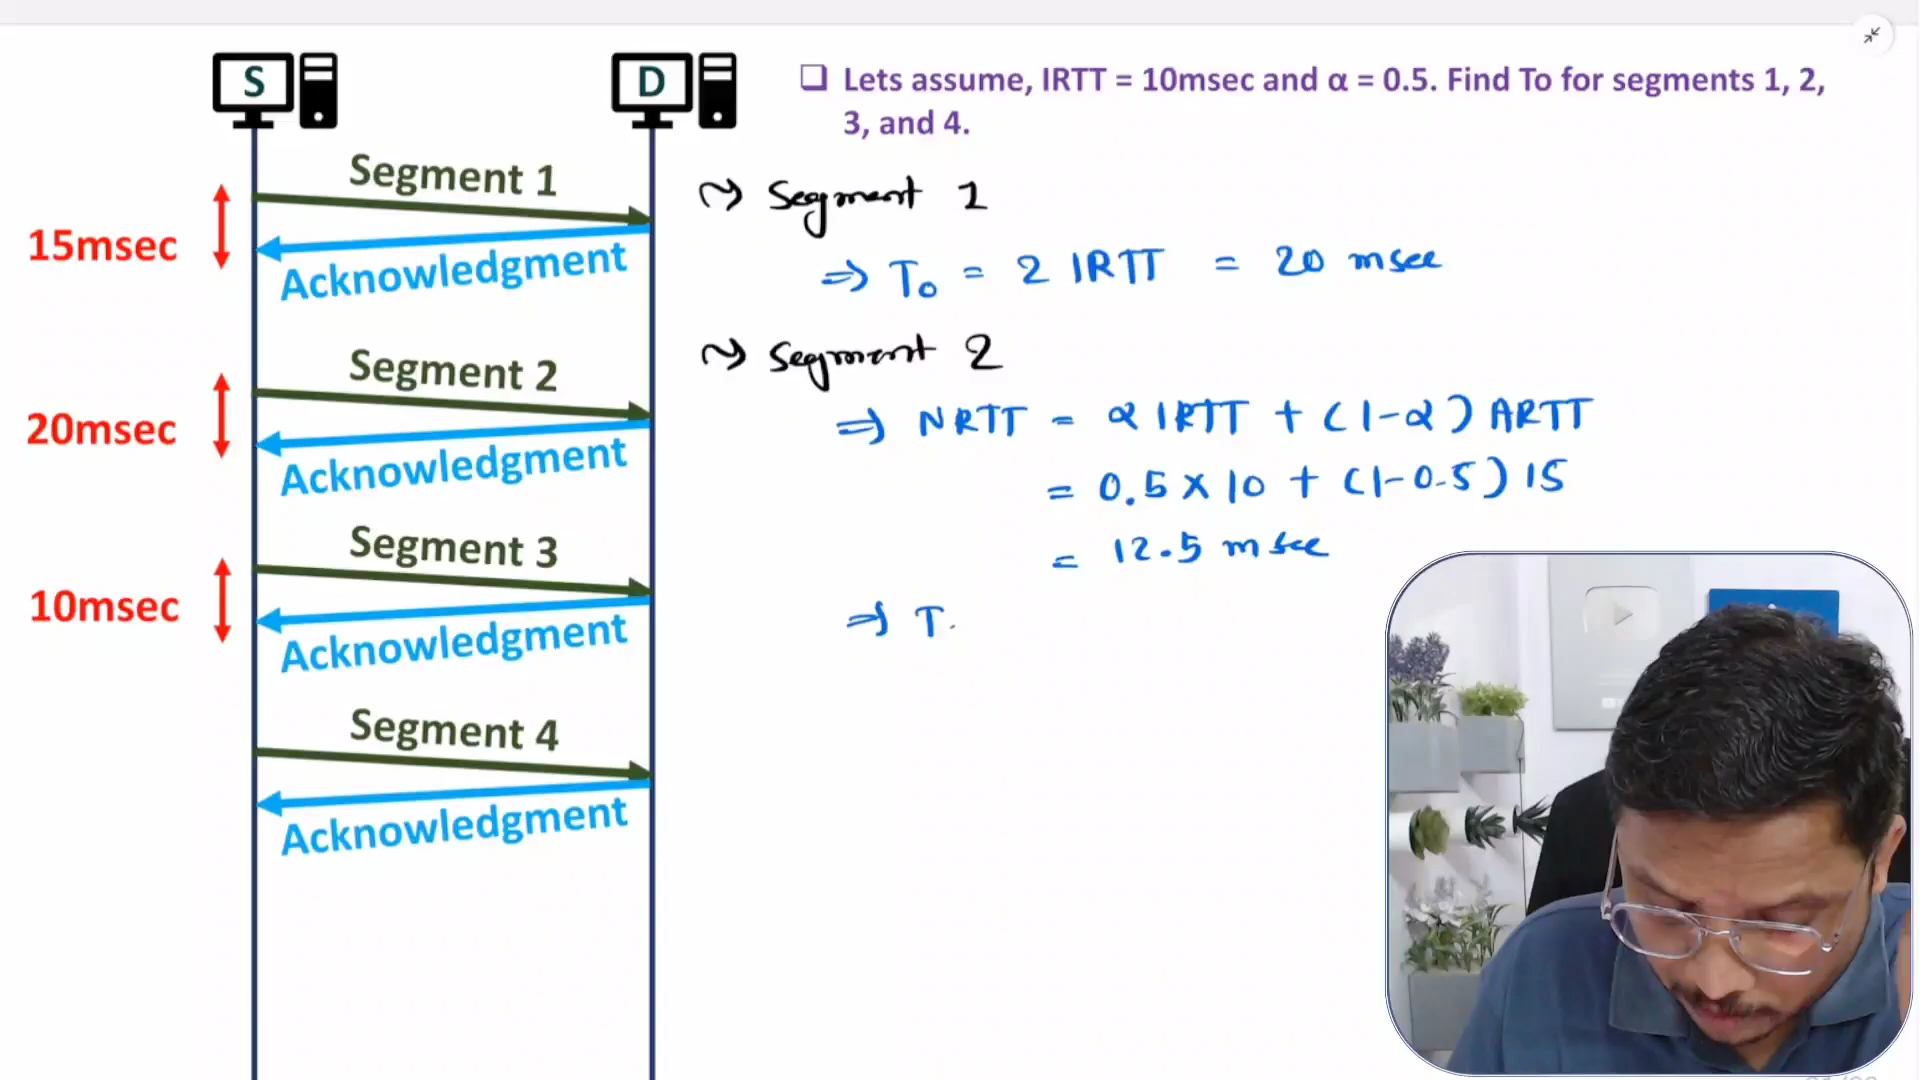 S
D
Lets assume, IRTT = 10msec and α = 0.5. Find To for segments 1, 2,
3, and 4.
Segment 1
15msec
Acknowledgment
Segment 2
20msec
Acknowledgment
Segment 3
10msec
Acknowledgment
Segment 4
Acknowledgment
Segment 1
⇒ To = 2 IRTT = 20 msec
Segment 2
⇒ NRTT = α IRTT + (1-α) ARTT
= 0.5 × 10 + (1-0.5) 15
= 12.5 msec
⇒ T